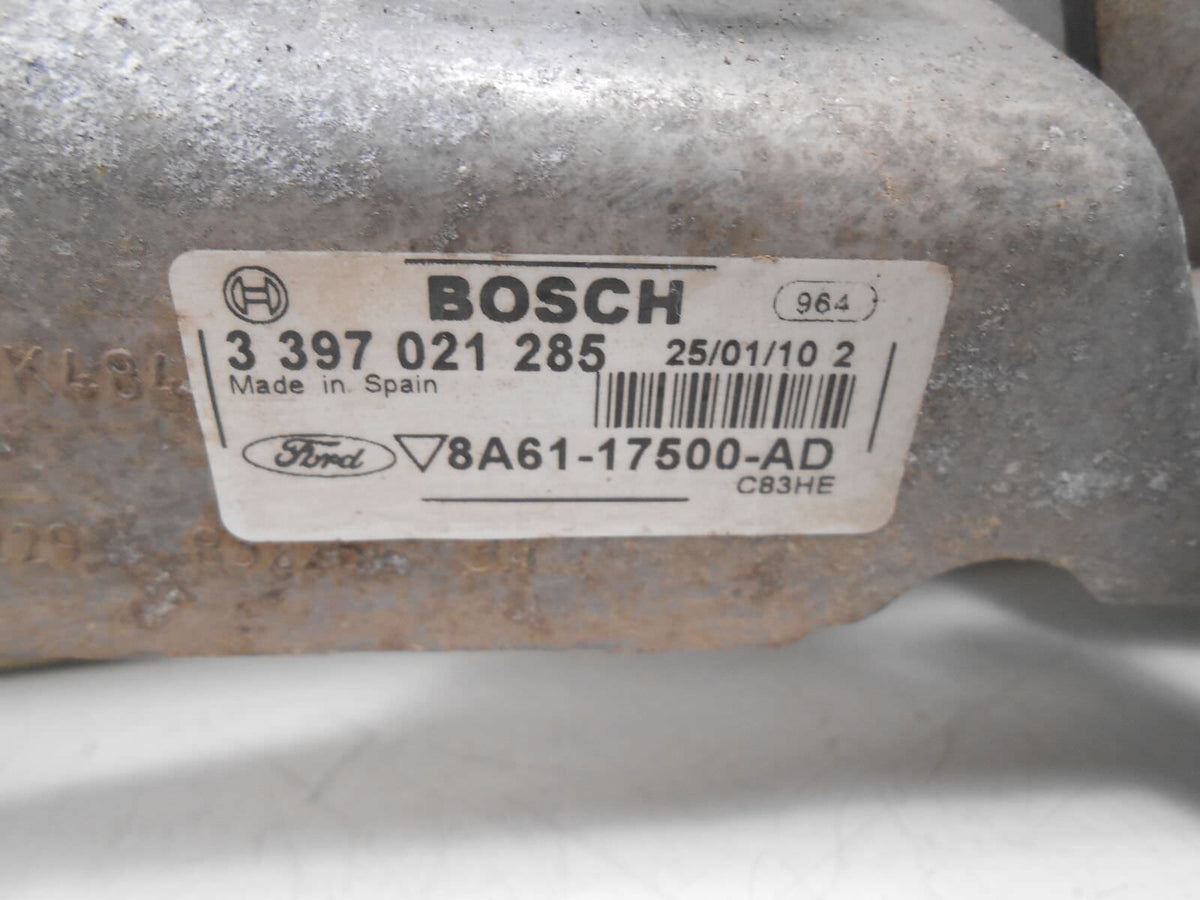 BOSCH 964
3 397 021 285 25/01/10 2
Made in Spain
Ford 8A61-17500-AD
C83HE